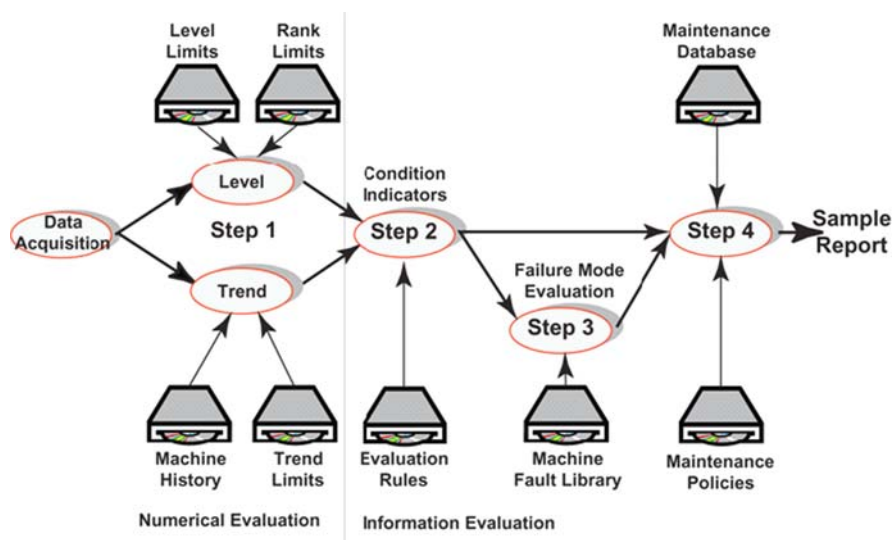 Level
Limits
Rank
Limits
Maintenance
Database
Level
Condition
Indicators
Data
Acquisition
Step 1
Step 2
Step 4
Sample
Report
Trend
Failure Mode
Evaluation
Step 3
Machine
History
Trend
Limits
Evaluation
Rules
Machine
Fault Library
Maintenance
Policies
Numerical Evaluation
Information Evaluation